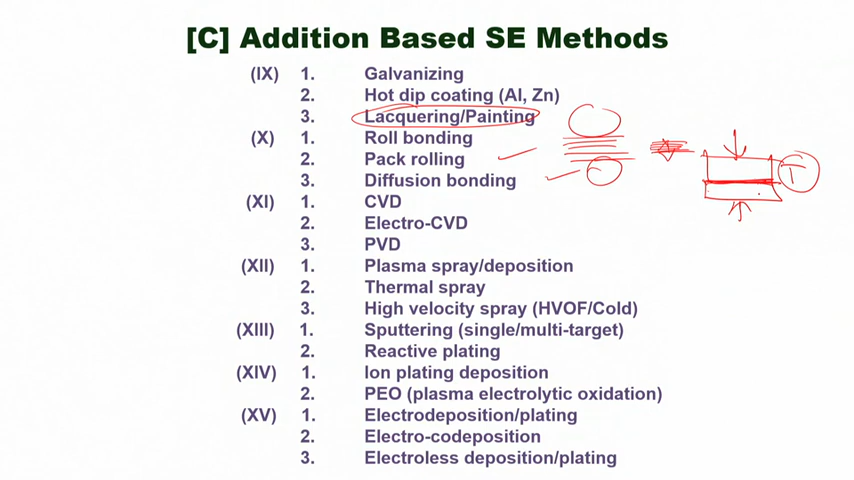 [C] Addition Based SE Methods
(IX) 1. Galvanizing
2. Hot dip coating (Al, Zn)
3. Lacquering/Painting
(X) 1. Roll bonding
2. Pack rolling
3. Diffusion bonding
(XI) 1. CVD
2. Electro-CVD
3. PVD
(XII) 1. Plasma spray/deposition
2. Thermal spray
3. High velocity spray (HVOF/Cold)
(XIII) 1. Sputtering (single/multi-target)
2. Reactive plating
(XIV) 1. Ion plating deposition
2. PEO (plasma electrolytic oxidation)
(XV) 1. Electrodeposition/plating
2. Electro-codeposition
3. Electroless deposition/plating
T